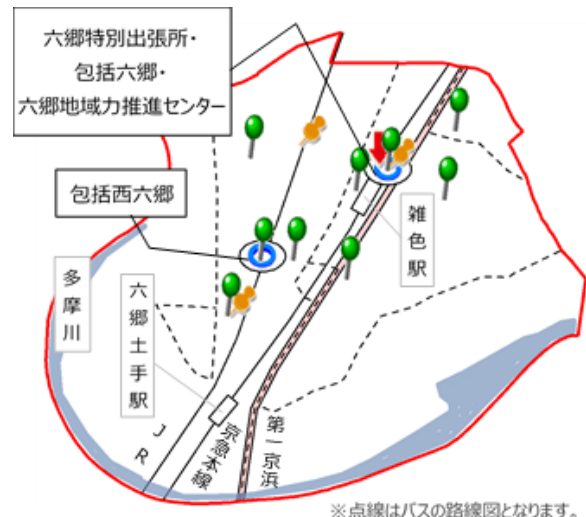 六郷特別出張所・
包括六郷・
六郷地域力推進センター
包括西六郷
雑色駅
多摩川
六郷土手駅
JR
京急本線
第一京浜
※点線はバスの路線図となります。